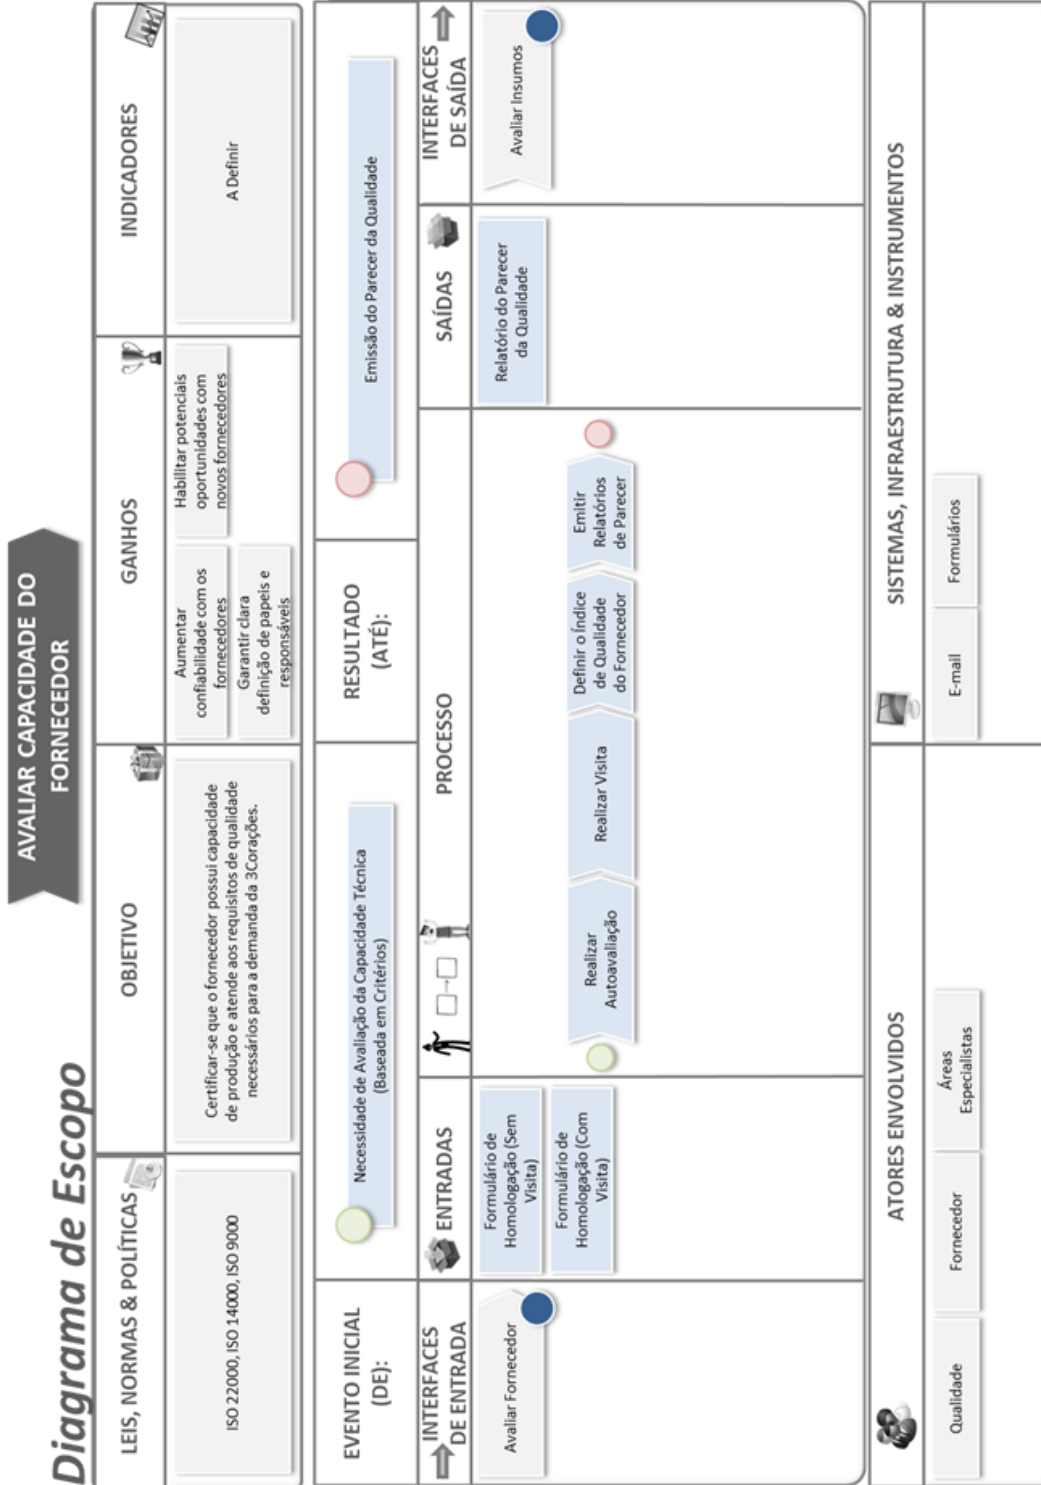 Diagrama de Escopo
AVALIAR CAPACIDADE DO
FORNECEDOR
LEIS, NORMAS & POLÍTICAS
ISO 22000, ISO 14000, ISO 9000
OBJETIVO
Certificar-se que o fornecedor possui capacidade
de produção e atende aos requisitos de qualidade
necessários para a demanda da 3Corações.
GANHOS
Aumentar
confiabilidade com os
fornecedores
Habilitar potenciais
oportunidades com
novos fornecedores
Garantir clara
definição de papeis e
responsáveis
INDICADORES
A Definir
EVENTO INICIAL
(DE):
Necessidade de Avaliação da Capacidade Técnica
(Baseada em Critérios)
RESULTADO
(ATÉ):
Emissão do Parecer da Qualidade
INTERFACES
DE ENTRADA
Avaliar Fornecedor
ENTRADAS
Formulário de
Homologação (Sem
Visita)
Formulário de
Homologação (Com
Visita)
PROCESSO
Realizar
Autoavaliação
Realizar Visita
Definir o Índice
de Qualidade
do Fornecedor
Emitir
Relatórios
de Parecer
SAÍDAS
Relatório do Parecer
da Qualidade
INTERFACES
DE SAÍDA
Avaliar Insumos
ATORES ENVOLVIDOS
Qualidade
Fornecedor
Áreas
Especialistas
SISTEMAS, INFRAESTRUTURA & INSTRUMENTOS
E-mail
Formulários